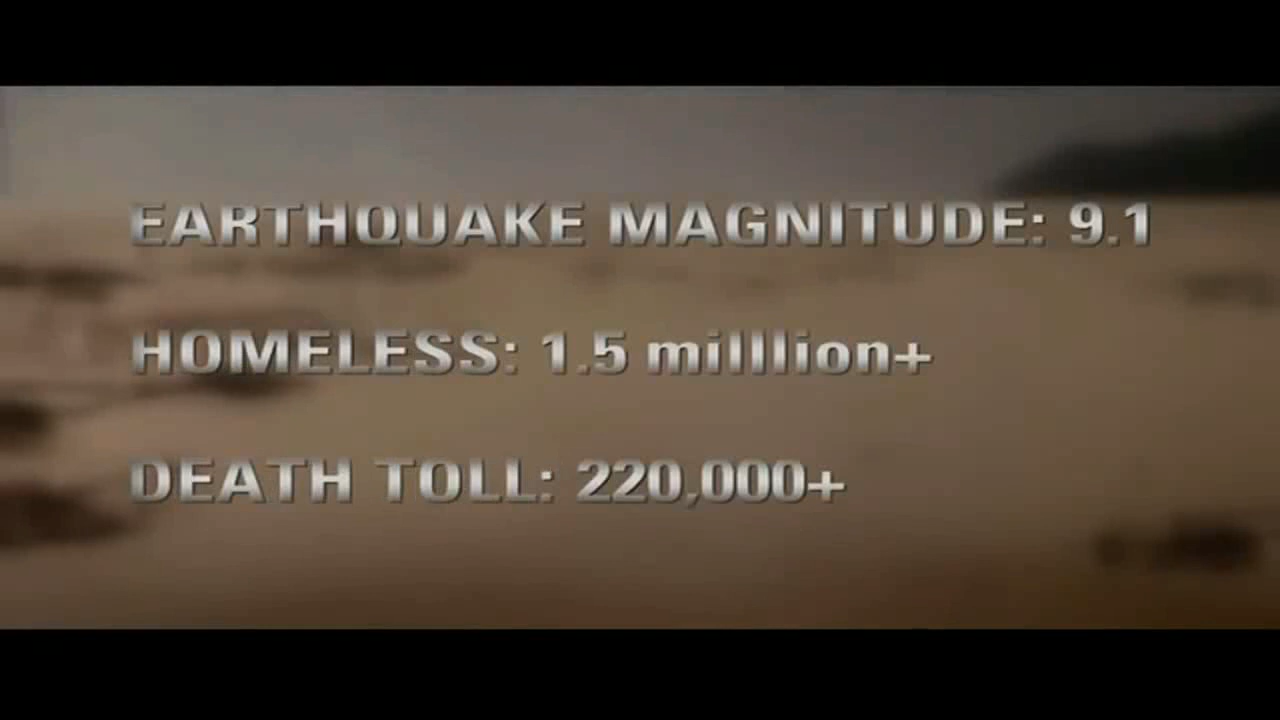 EARTHQUAKE MAGNITUDE: 9.1
HOMELESS: 1.5 milllion+
DEATH TOLL: 220,000+